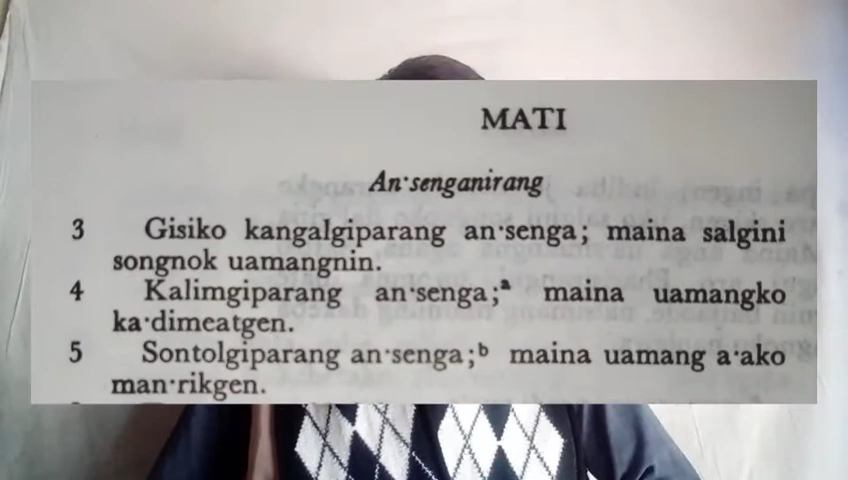 MATI
An·senganirang
3 Gisiko kangalgiparang an·senga; maina salgini
songnok uamangnin.
4 Kalimgiparang an·senga;ᵃ maina uamangko
ka·dimeatgen.
5 Sontolgiparang an·senga;ᵇ maina uamang a·ako
man·rikgen.